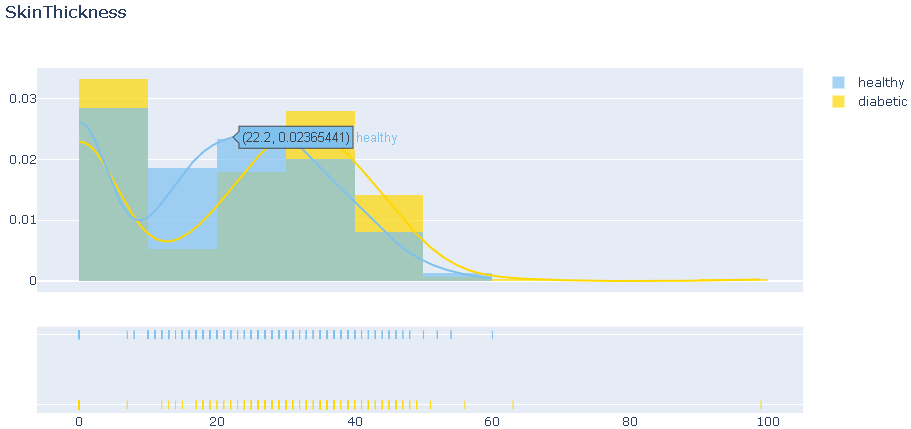 SkinThickness
healthy
diabetic
0.03
(22.2, 0.02365441) healthy
0.02
0.01
0
0 20 40 60 80 100